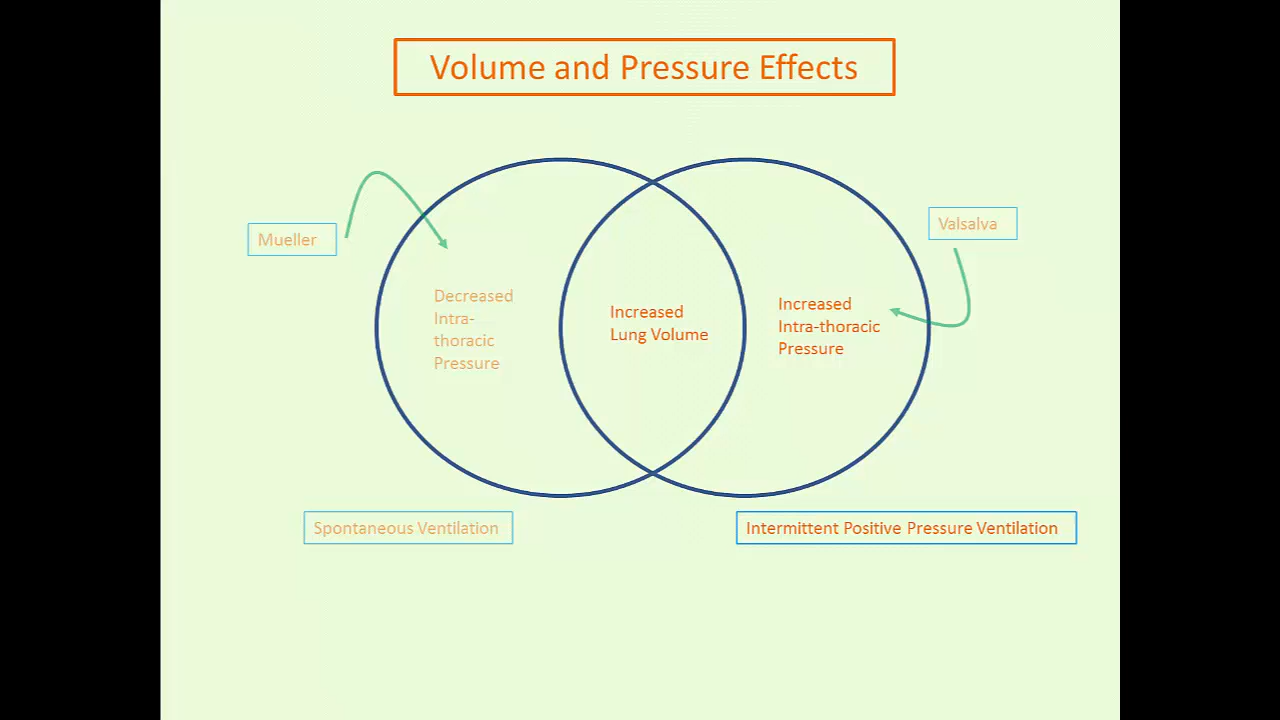 Volume and Pressure Effects
Mueller
Valsalva
Decreased
Intra-
thoracic
Pressure
Increased
Lung Volume
Increased
Intra-thoracic
Pressure
Spontaneous Ventilation
Intermittent Positive Pressure Ventilation